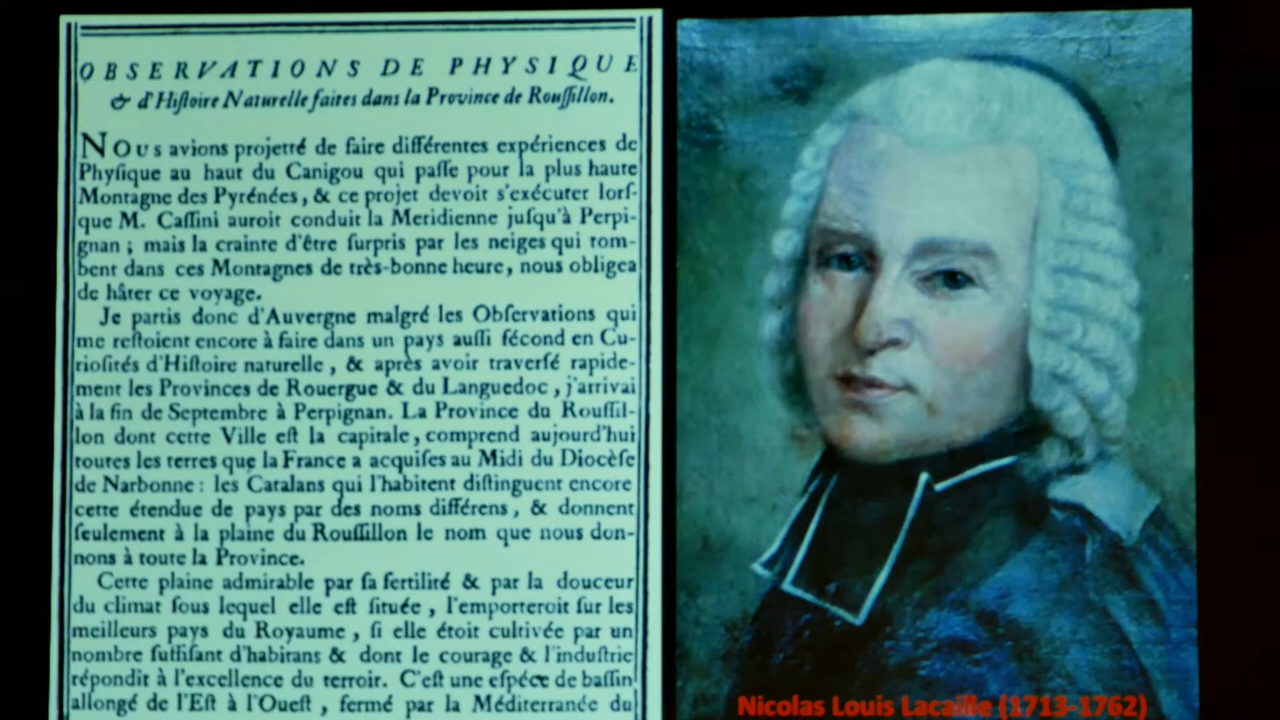 OBSERVATIONS DE PHYSIQUE
& d'Hiſtoire Naturelle faites dans la Province de Rouſſillon.
Nous avions projetté de faire différentes expériences de
Phyſique au haut du Canigou qui paſſe pour la plus haute
Montagne des Pyrénées, & ce projet devoit s'exécuter lorſ-
que M. Caſſini auroit conduit la Meridienne juſqu'à Perpi-
gnan ; mais la crainte d'être ſurpris par les neiges qui tom-
bent dans ces Montagnes de très-bonne heure, nous obligea
de hâter ce voyage.
Je partis donc d'Auvergne malgré les Obſervations qui
me reſtoient encore à faire dans un pays auſſi fécond en Cu-
rioſités d'Hiſtoire naturelle, & après avoir traverſé rapide-
ment les Provinces de Rouergue & du Languedoc, j'arrivai
à la fin de Septembre à Perpignan. La Province du Rouſſil-
lon dont cette Ville eſt la capitale, comprend aujourd'hui
toutes les terres que la France a acquiſes au Midi du Diocèſe
de Narbonne : les Catalans qui l'habitent diſtinguent encore
cette étendue de pays par des noms différens, & donnent
ſeulement à la plaine du Rouſſillon le nom que nous don-
nons à toute la Province.
Cette plaine admirable par ſa fertilité & par la douceur
du climat ſous lequel elle eſt ſituée, l'emporteroit ſur les
meilleurs pays du Royaume, ſi elle étoit cultivée par un
nombre ſuffiſant d'habitans & dont le courage & l'induſtrie
répondit à l'excellence du terroir. C'eſt une eſpéce de baſſin
allongé de l'Eſt à l'Oueſt, fermé par la Méditerranée du
Nicolas Louis Lacaille (1713-1762)